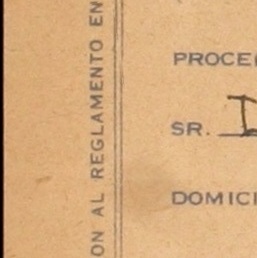 ON AL REGLAMENTO EN
PROCE
SR. D
DOMICI